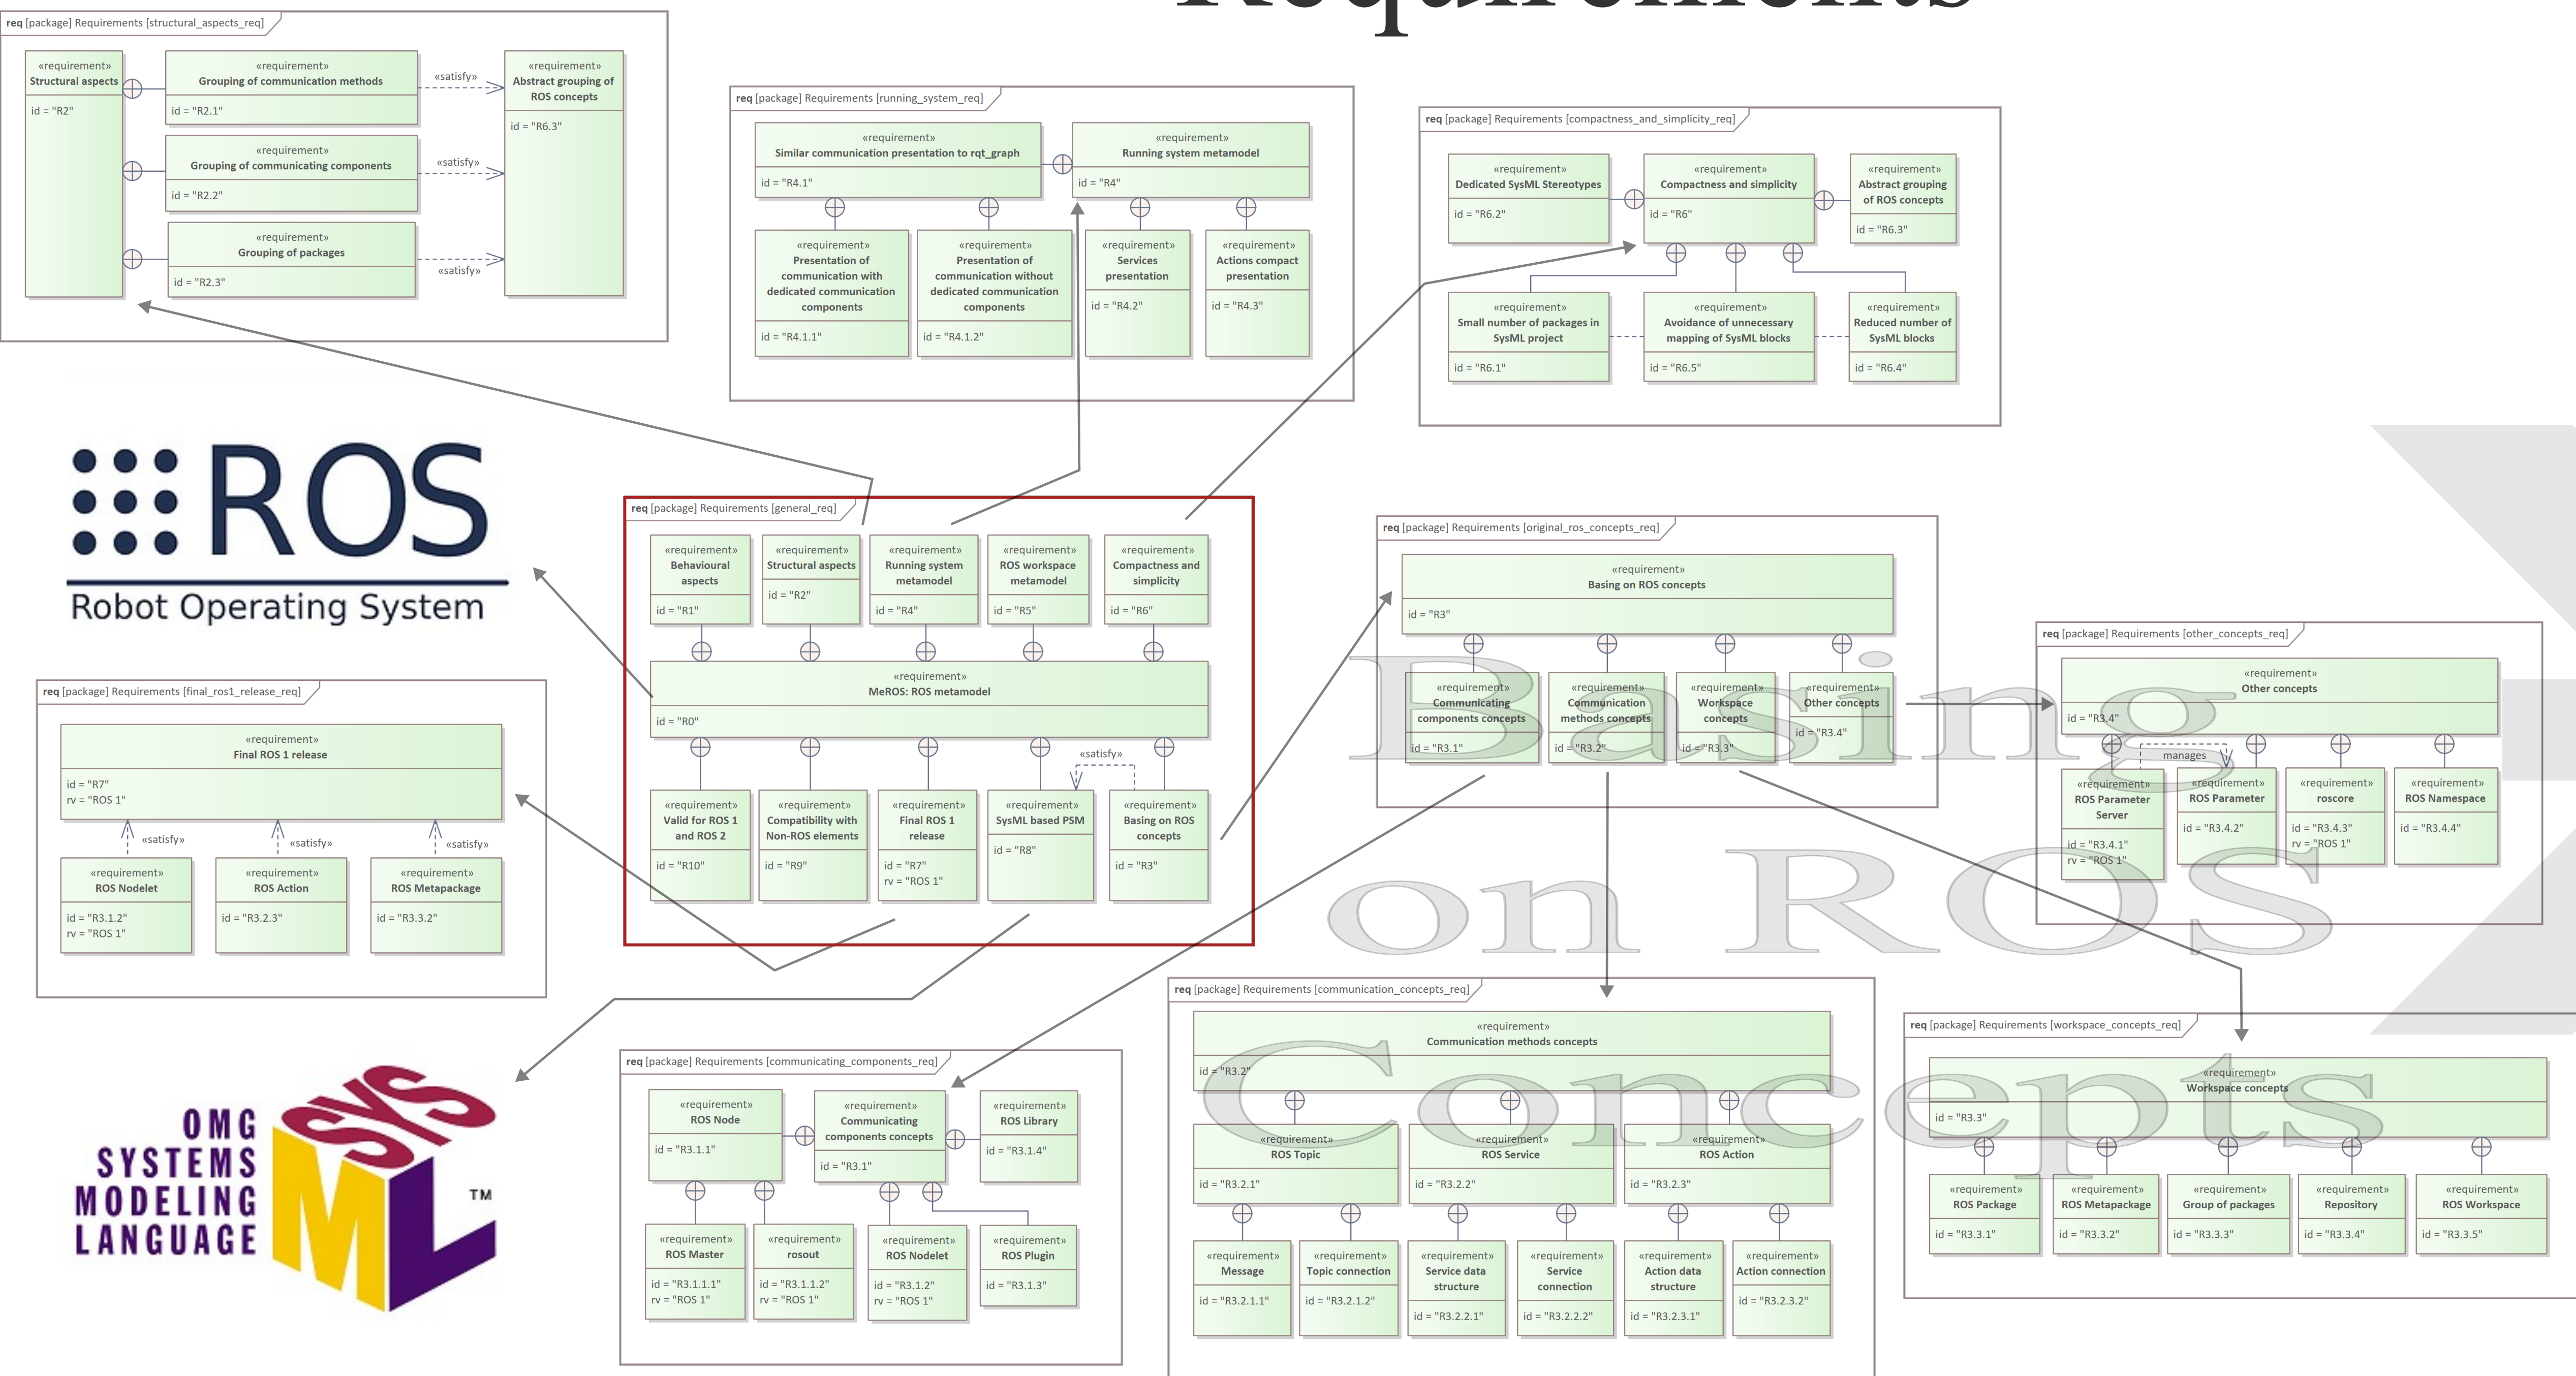 Requirements
req [package] Requirements [structural_aspects_req]
«requirement»
Structural aspects
id = "R2"
«requirement»
Grouping of communication methods
id = "R2.1"
«satisfy»
«requirement»
Abstract grouping of
ROS concepts
id = "R6.3"
«requirement»
Grouping of communicating components
id = "R2.2"
«satisfy»
«requirement»
Grouping of packages
id = "R2.3"
«satisfy»
req [package] Requirements [running_system_req]
«requirement»
Similar communication presentation to rqt_graph
id = "R4.1"
«requirement»
Running system metamodel
id = "R4"
«requirement»
Presentation of
communication with
dedicated communication
components
id = "R4.1.1"
«requirement»
Presentation of
communication without
dedicated communication
components
id = "R4.1.2"
«requirement»
Services
presentation
id = "R4.2"
«requirement»
Actions compact
presentation
id = "R4.3"
req [package] Requirements [compactness_and_simplicity_req]
«requirement»
Dedicated SysML Stereotypes
id = "R6.2"
«requirement»
Compactness and simplicity
id = "R6"
«requirement»
Abstract grouping
of ROS concepts
id = "R6.3"
«requirement»
Small number of packages in
SysML project
id = "R6.1"
«requirement»
Avoidance of unnecessary
mapping of SysML blocks
id = "R6.5"
«requirement»
Reduced number of
SysML blocks
id = "R6.4"
ROS
Robot Operating System
req [package] Requirements [general_req]
«requirement»
Behavioural
aspects
id = "R1"
«requirement»
Structural aspects
id = "R2"
«requirement»
Running system
metamodel
id = "R4"
«requirement»
ROS workspace
metamodel
id = "R5"
«requirement»
Compactness and
simplicity
id = "R6"
«requirement»
MeROS: ROS metamodel
id = "R0"
«satisfy»
«requirement»
Valid for ROS 1
and ROS 2
id = "R10"
«requirement»
Compatibility with
Non-ROS elements
id = "R9"
«requirement»
Final ROS 1
release
id = "R7"
rv = "ROS 1"
«requirement»
SysML based PSM
id = "R8"
«requirement»
Basing on ROS
concepts
id = "R3"
req [package] Requirements [original_ros_concepts_req]
«requirement»
Basing on ROS concepts
id = "R3"
«requirement»
Communicating
components concepts
id = "R3.1"
«requirement»
Communication
methods concepts
id = "R3.2"
«requirement»
Workspace
concepts
id = "R3.3"
«requirement»
Other concepts
id = "R3.4"
Basing
on ROS
Concepts
req [package] Requirements [other_concepts_req]
«requirement»
Other concepts
id = "R3.4"
manages
«requirement»
ROS Parameter
Server
id = "R3.4.1"
rv = "ROS 1"
«requirement»
ROS Parameter
id = "R3.4.2"
«requirement»
roscore
id = "R3.4.3"
rv = "ROS 1"
«requirement»
ROS Namespace
id = "R3.4.4"
req [package] Requirements [final_ros1_release_req]
«requirement»
Final ROS 1 release
id = "R7"
rv = "ROS 1"
«satisfy»
«satisfy»
«satisfy»
«requirement»
ROS Nodelet
id = "R3.1.2"
rv = "ROS 1"
«requirement»
ROS Action
id = "R3.2.3"
«requirement»
ROS Metapackage
id = "R3.3.2"
OMG
SYSTEMS
MODELING
LANGUAGE
SYS
ML
TM
req [package] Requirements [communicating_components_req]
«requirement»
ROS Node
id = "R3.1.1"
«requirement»
Communicating
components concepts
id = "R3.1"
«requirement»
ROS Library
id = "R3.1.4"
«requirement»
ROS Master
id = "R3.1.1.1"
rv = "ROS 1"
«requirement»
rosout
id = "R3.1.1.2"
rv = "ROS 1"
«requirement»
ROS Nodelet
id = "R3.1.2"
rv = "ROS 1"
«requirement»
ROS Plugin
id = "R3.1.3"
req [package] Requirements [communication_concepts_req]
«requirement»
Communication methods concepts
id = "R3.2"
«requirement»
ROS Topic
id = "R3.2.1"
«requirement»
ROS Service
id = "R3.2.2"
«requirement»
ROS Action
id = "R3.2.3"
«requirement»
Message
id = "R3.2.1.1"
«requirement»
Topic connection
id = "R3.2.1.2"
«requirement»
Service data
structure
id = "R3.2.2.1"
«requirement»
Service
connection
id = "R3.2.2.2"
«requirement»
Action data
structure
id = "R3.2.3.1"
«requirement»
Action connection
id = "R3.2.3.2"
req [package] Requirements [workspace_concepts_req]
«requirement»
Workspace concepts
id = "R3.3"
«requirement»
ROS Package
id = "R3.3.1"
«requirement»
ROS Metapackage
id = "R3.3.2"
«requirement»
Group of packages
id = "R3.3.3"
«requirement»
Repository
id = "R3.3.4"
«requirement»
ROS Workspace
id = "R3.3.5"